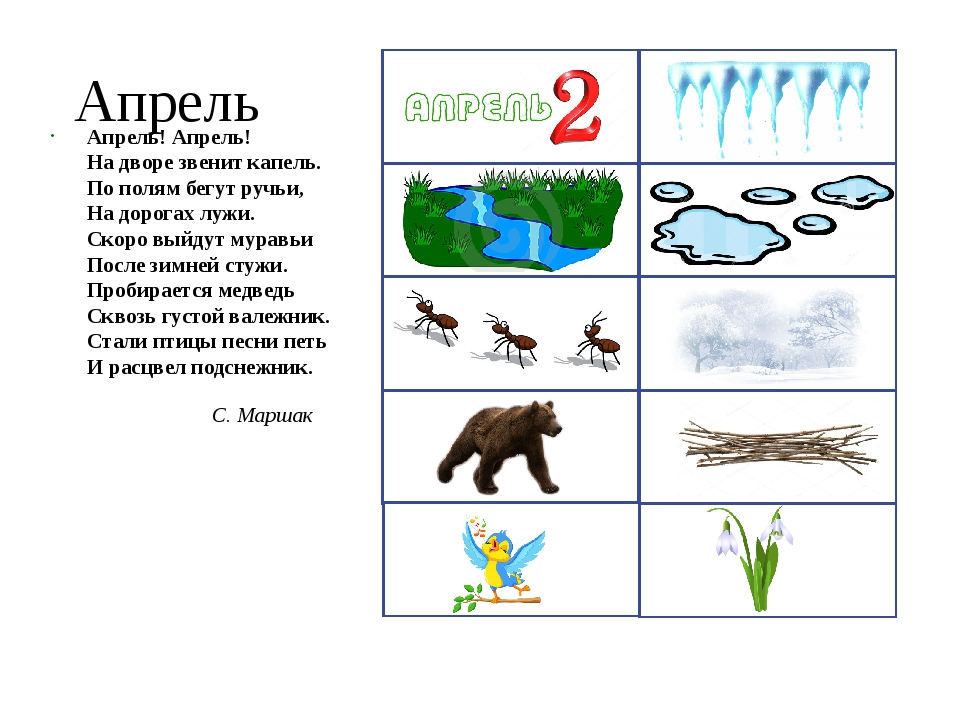 Апрель
Апрель! Апрель!
На дворе звенит капель.
По полям бегут ручьи,
На дорогах лужи.
Скоро выйдут муравьи
После зимней стужи.
Пробирается медведь
Сквозь густой валежник.
Стали птицы песни петь
И расцвел подснежник.
С. Маршак
АПРЕЛЬ 2